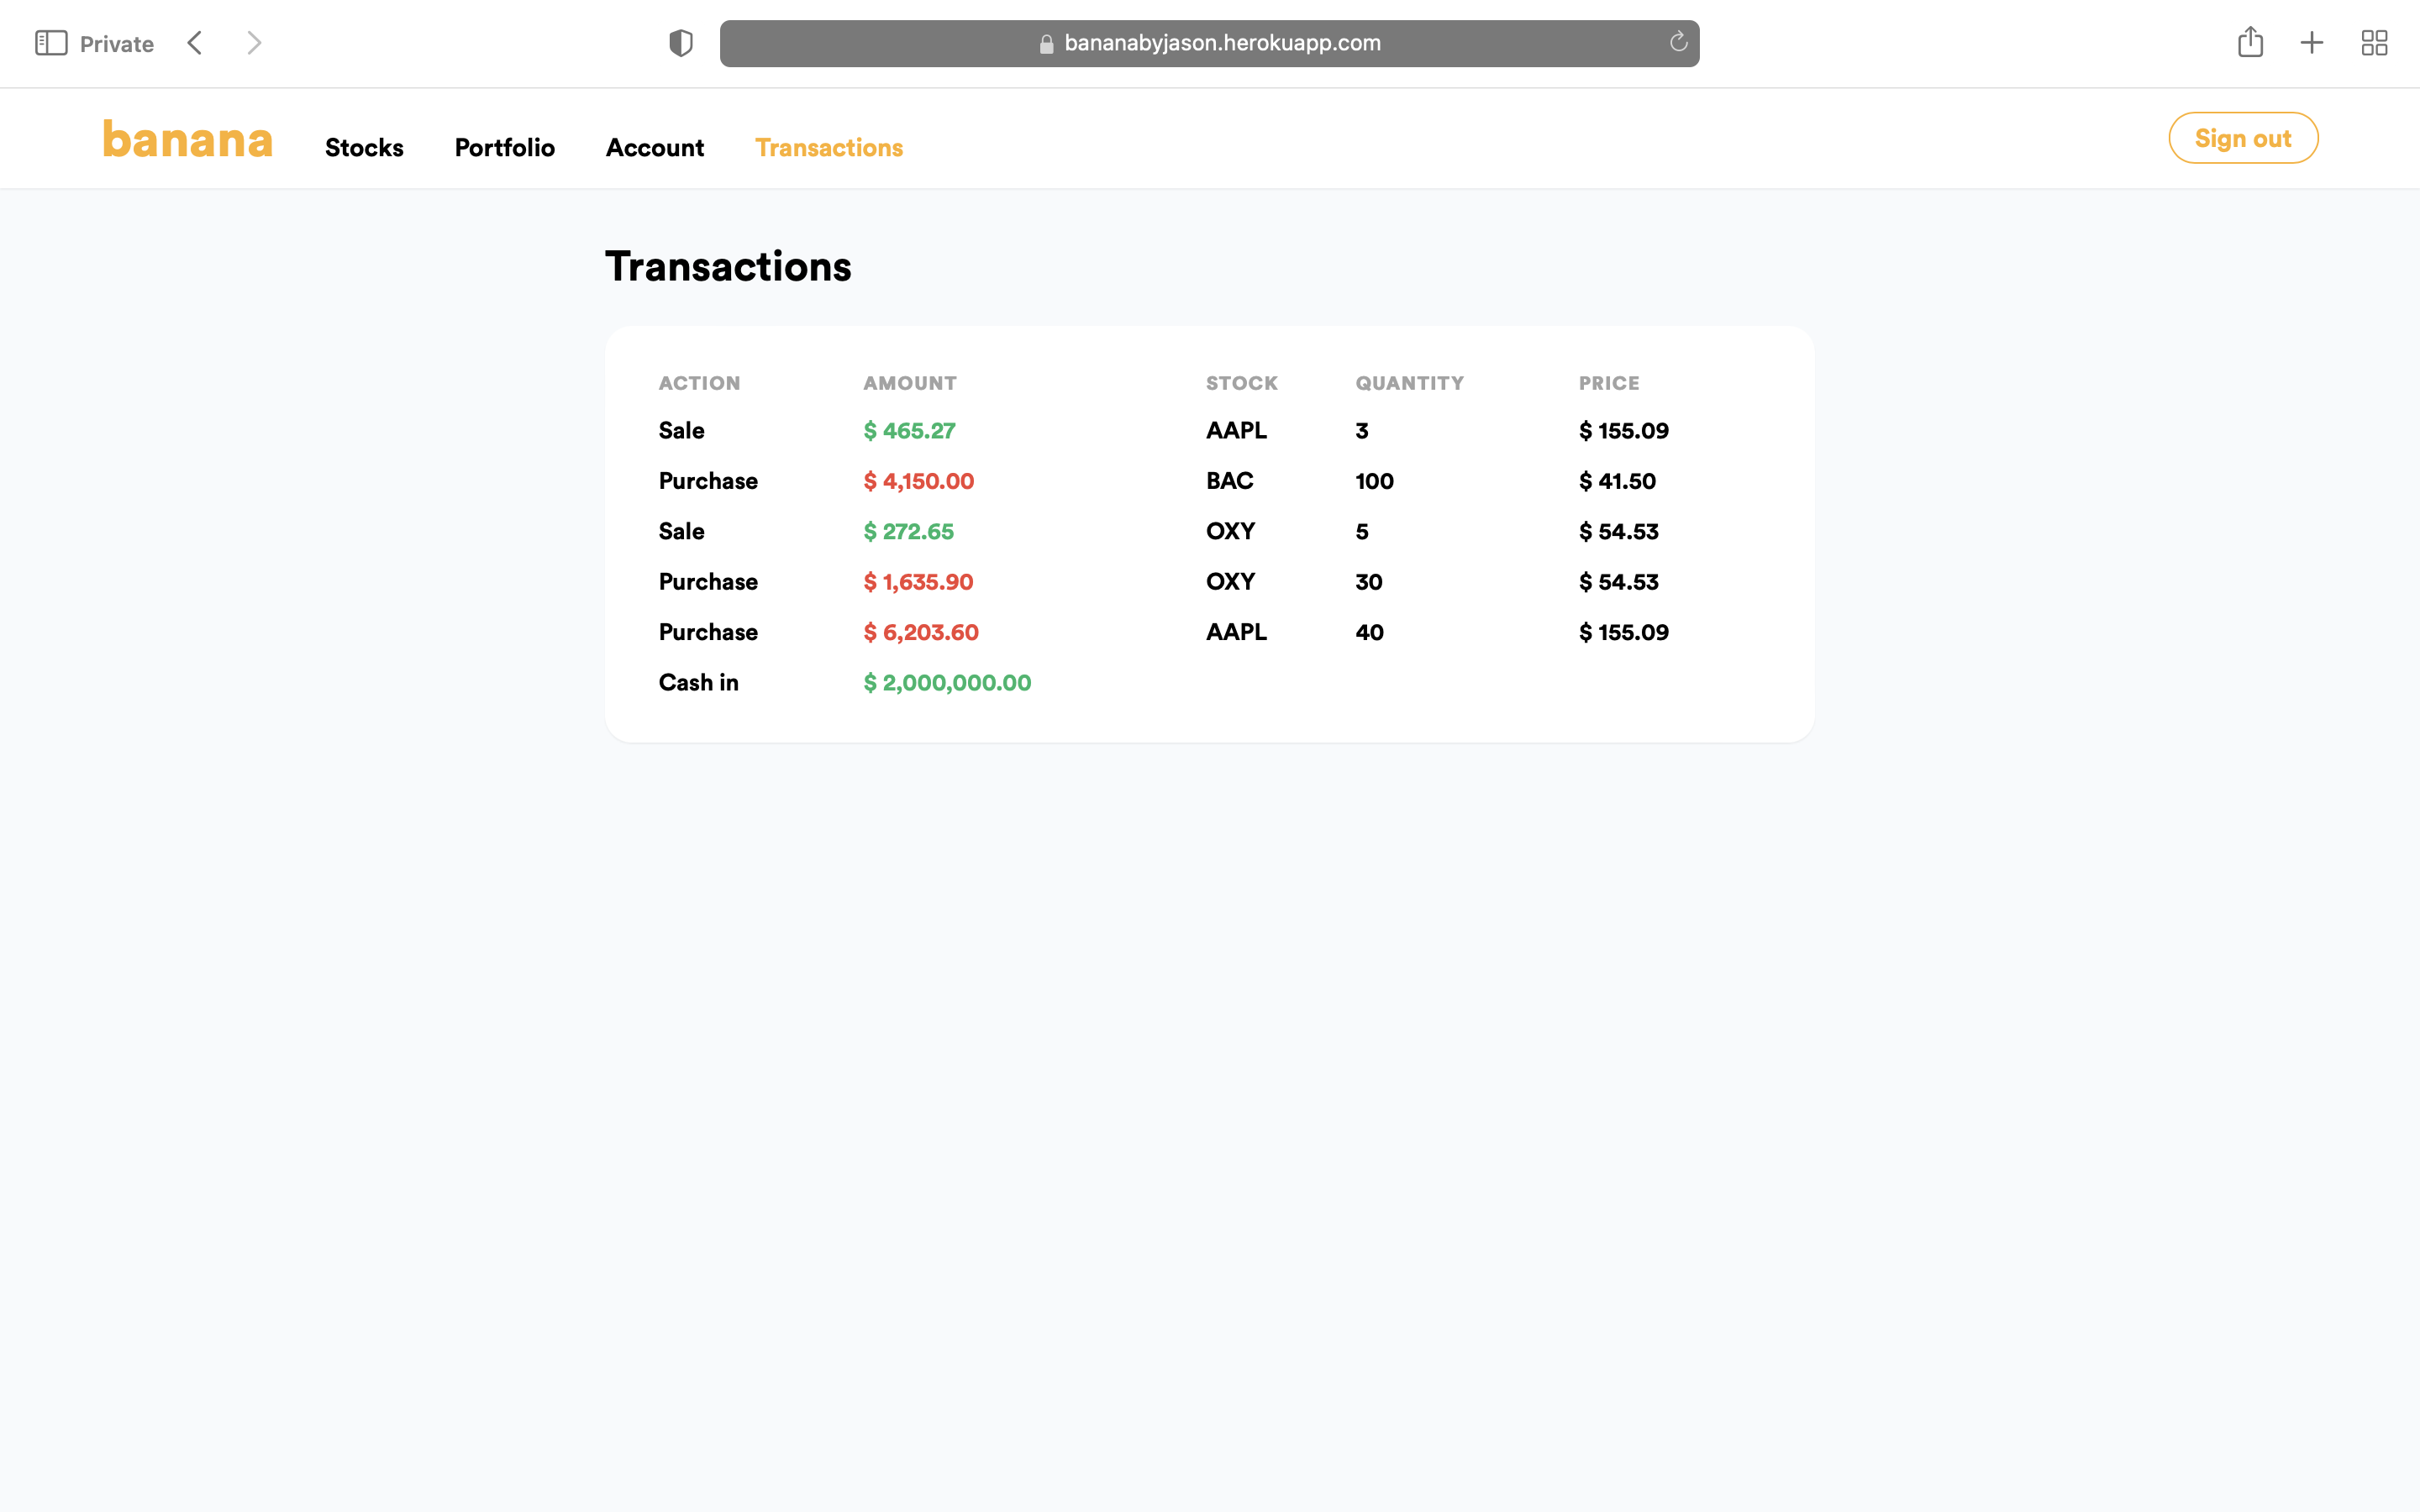 Private
bananabyjason.herokuapp.com
banana Stocks Portfolio Account Transactions Sign out
Transactions
ACTION AMOUNT STOCK QUANTITY PRICE
Sale $ 465.27 AAPL 3 $ 155.09
Purchase $ 4,150.00 BAC 100 $ 41.50
Sale $ 272.65 OXY 5 $ 54.53
Purchase $ 1,635.90 OXY 30 $ 54.53
Purchase $ 6,203.60 AAPL 40 $ 155.09
Cash in $ 2,000,000.00